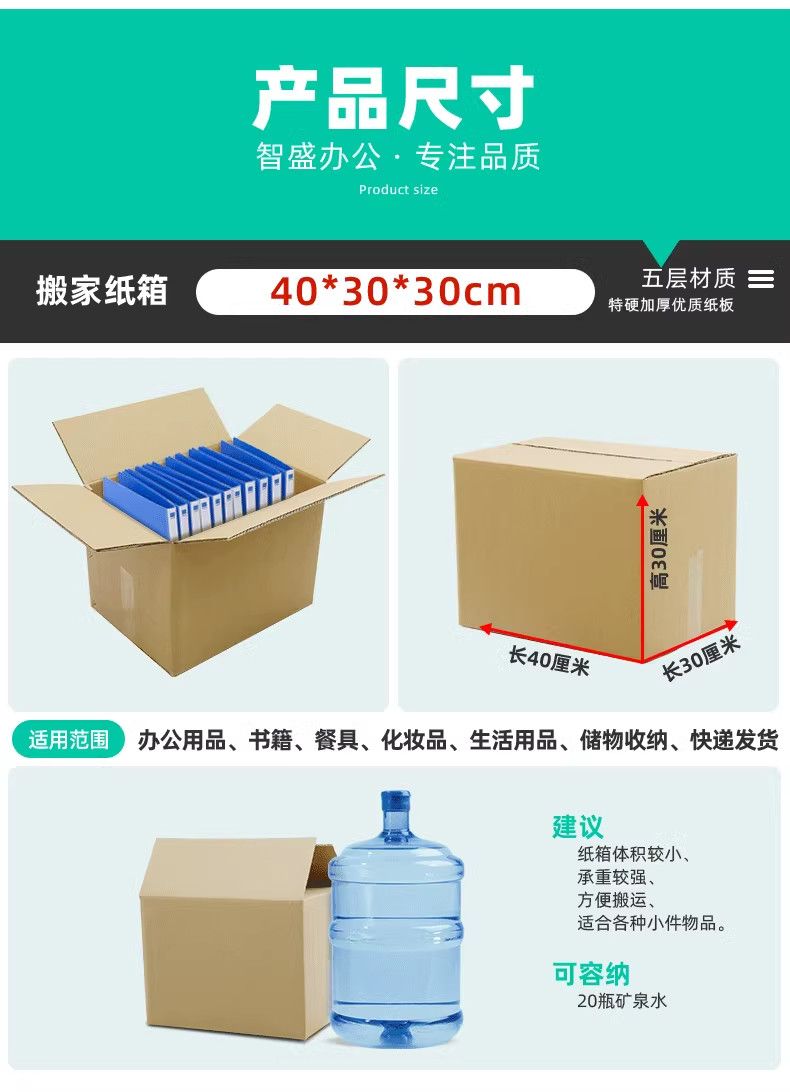 产品尺寸
智盛办公·专注品质
Product size
搬家纸箱
40*30*30cm
五层材质
特硬加厚优质纸板
高30厘米
长40厘米
长30厘米
适用范围
办公用品、书籍、餐具、化妆品、生活用品、储物收纳、快递发货
建议
纸箱体积较小、
承重较强、
方便搬运、
适合各种小件物品。
可容纳
20瓶矿泉水